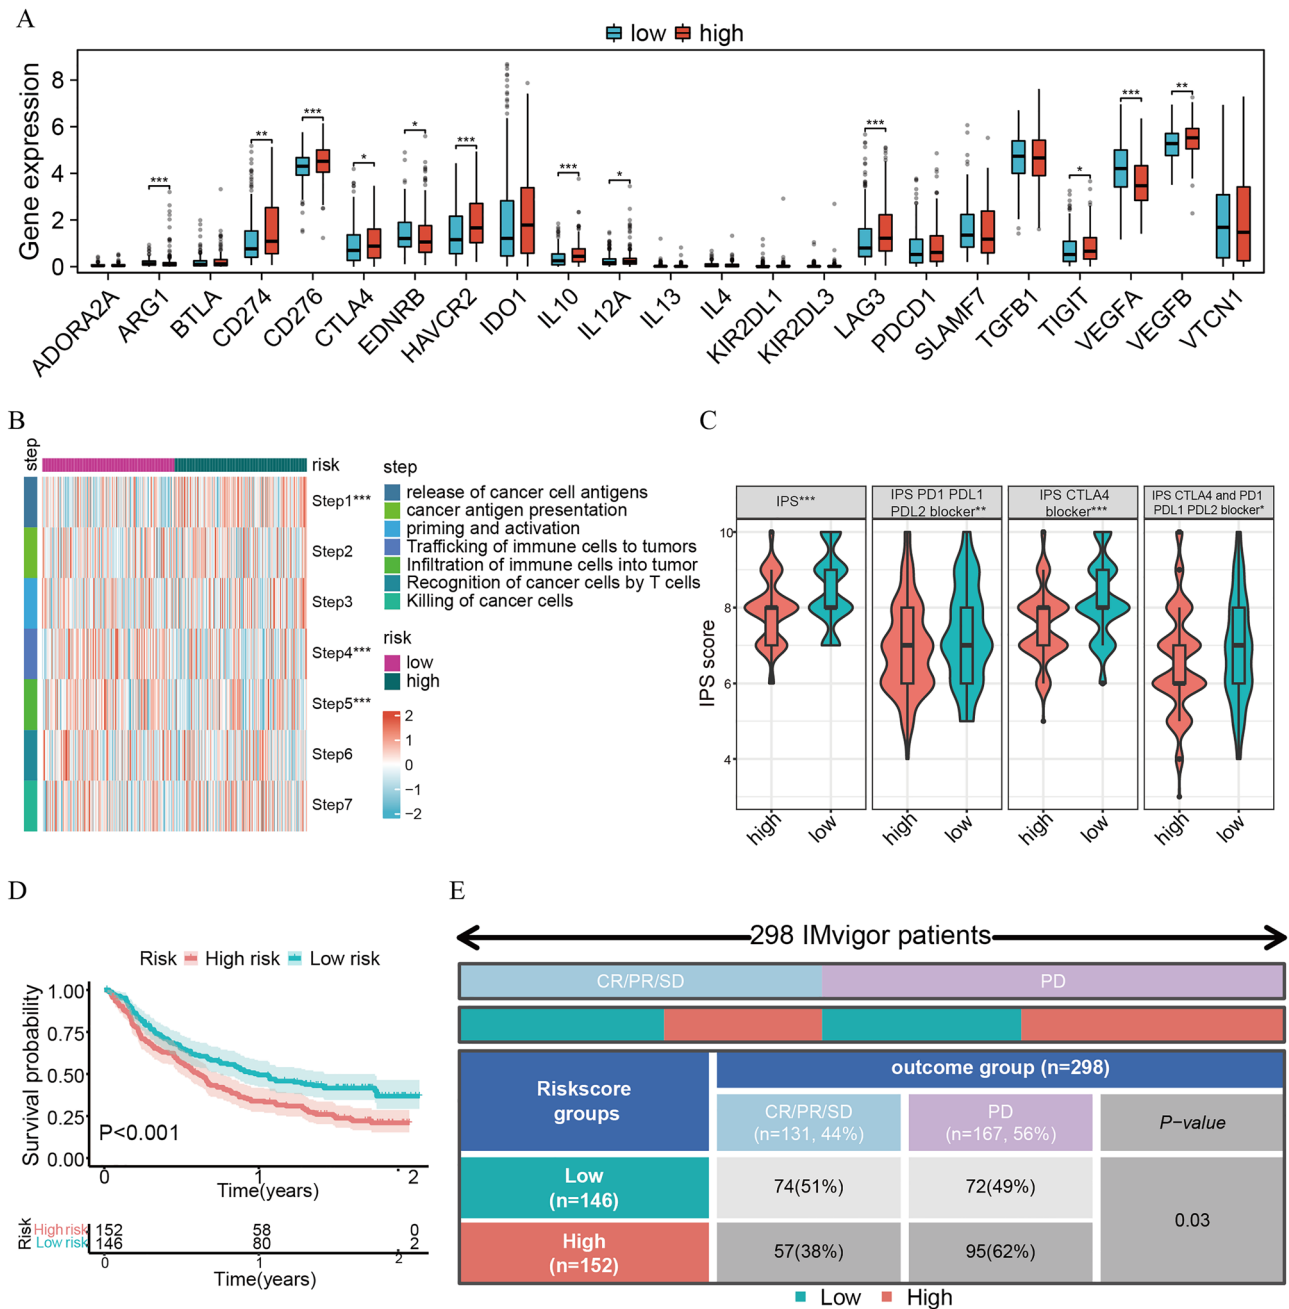 A
low high
Gene expression
8
6
4
2
0
***
**
***
*
*
***
***
*
***
*
***
**
ADORA2A
ARG1
BTLA
CD274
CD276
CTLA4
EDNRB
HAVCR2
IDO1
IL10
IL12A
IL13
IL4
KIR2DL1
KIR2DL3
LAG3
PDCD1
SLAMF7
TGFB1
TIGIT
VEGFA
VEGFB
VTCN1
B
step
risk
Step1***
Step2
Step3
Step4***
Step5***
Step6
Step7
step
release of cancer cell antigens
cancer antigen presentation
priming and activation
Trafficking of immune cells to tumors
Infiltration of immune cells into tumor
Recognition of cancer cells by T cells
Killing of cancer cells
risk
low
high
2
1
0
−1
−2
C
IPS***
IPS PD1 PDL1
PDL2 blocker**
IPS CTLA4
blocker***
IPS CTLA4 and PD1
PDL1 PDL2 blocker*
IPS score
10
8
6
4
high
low
high
low
high
low
high
low
D
Risk High risk Low risk
Survival probability
1.00
0.75
0.50
0.25
0.00
P<0.001
0 1 2
Time(years)
Risk
High risk 152 58 0
Low risk 146 80 2
0 1 2
Time(years)
E
298 IMvigor patients
CR/PR/SD PD
Riskscore
groups
outcome group (n=298)
CR/PR/SD
(n=131, 44%)
PD
(n=167, 56%)
P−value
Low
(n=146)
74(51%)
72(49%)
0.03
High
(n=152)
57(38%)
95(62%)
Low High